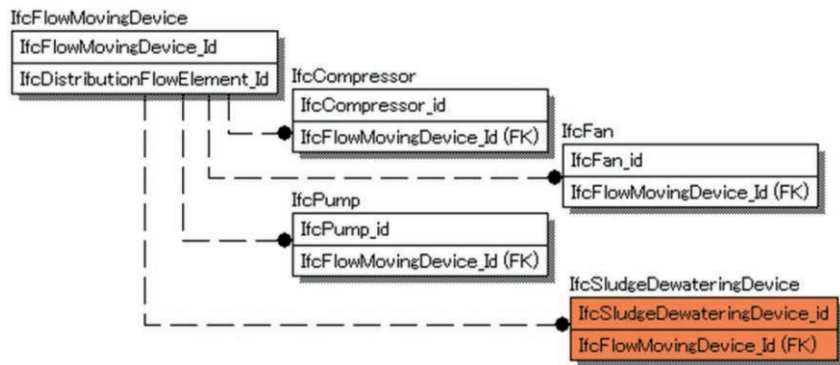 IfcFlowMovingDevice
IfcFlowMovingDevice_Id
IfcDistributionFlowElement_Id
IfcCompressor
IfcCompressor_id
IfcFlowMovingDevice_Id (FK)
IfcFan
IfcFan_id
IfcFlowMovingDevice_Id (FK)
IfcPump
IfcPump_id
IfcFlowMovingDevice_Id (FK)
IfcSludgeDewateringDevice
IfcSludgeDewateringDevice_id
IfcFlowMovingDevice_Id (FK)